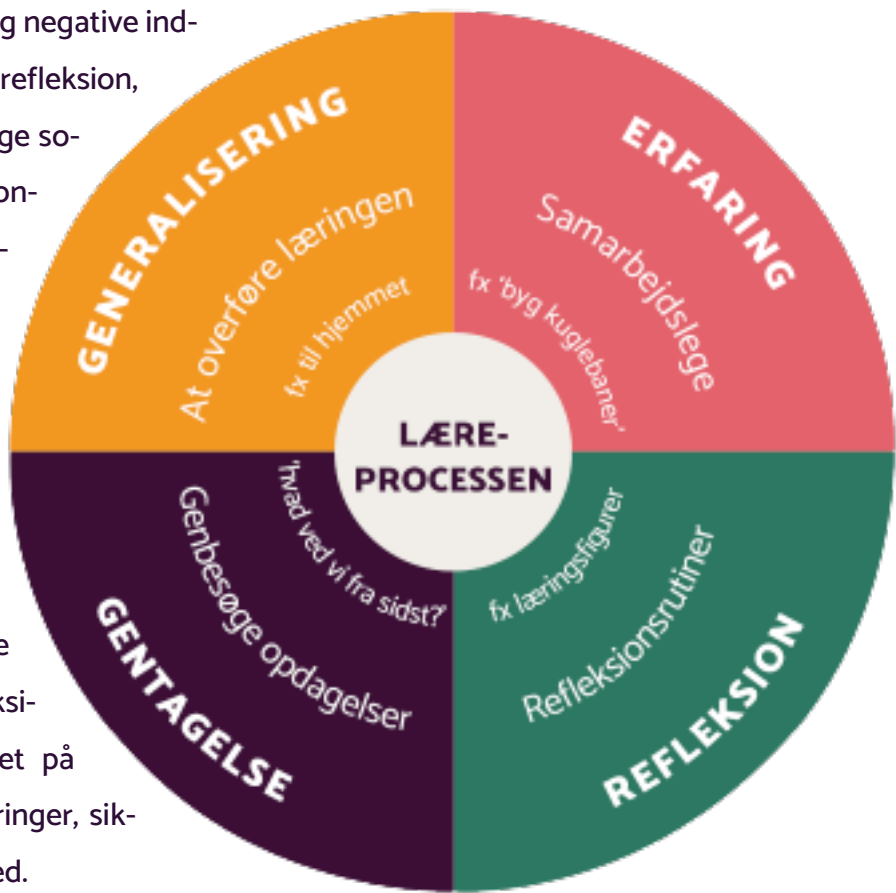 g negative ind-
refleksion,
ge so-
on-
-
e
ksi-
et på
ringer, sik-
ed.
GENERALISERING
At overføre læringen
fx til hjemmet
ERFARING
Samarbejdslege
fx 'byg kuglebaner'
LÆRE-
PROCESSEN
'hvad ved vi fra sidst?'
Genbesøge opdagelser
GENTAGELSE
fx læringsfigurer
Refleksionsrutiner
REFLEKSION